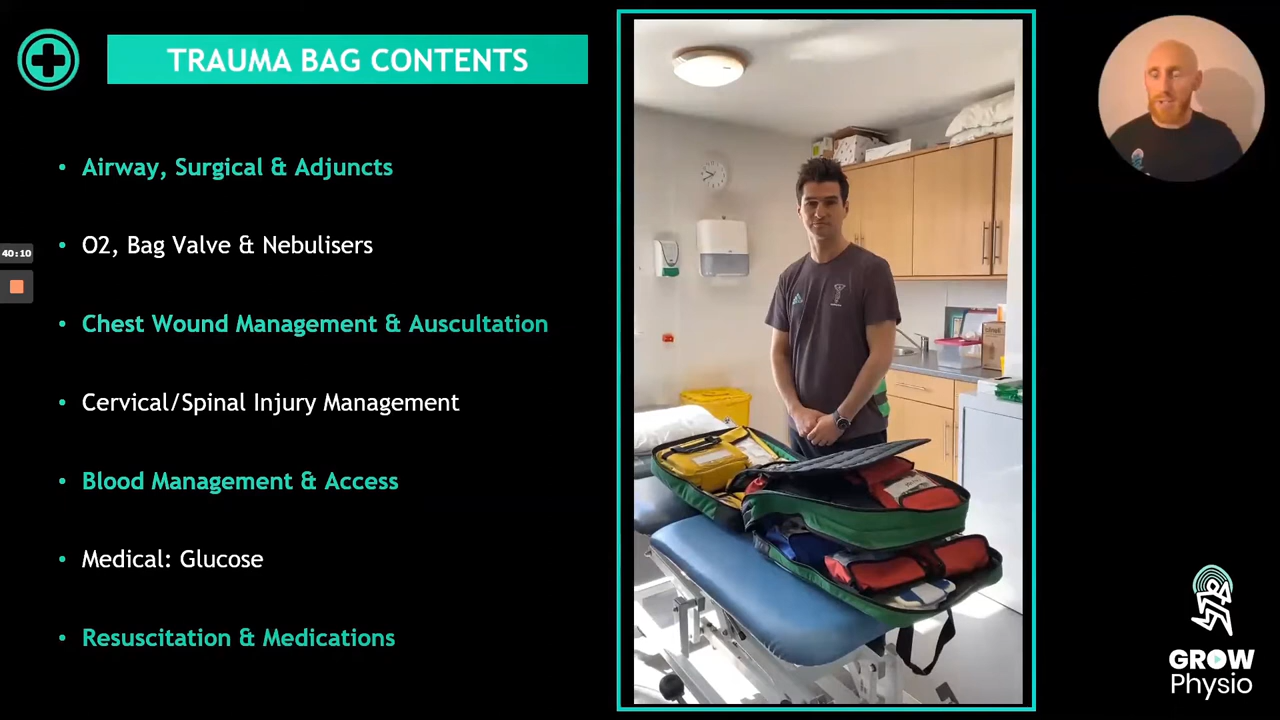 TRAUMA BAG CONTENTS
• Airway, Surgical & Adjuncts
• O2, Bag Valve & Nebulisers
• Chest Wound Management & Auscultation
• Cervical/Spinal Injury Management
• Blood Management & Access
• Medical: Glucose
• Resuscitation & Medications
40:10
GROW
Physio